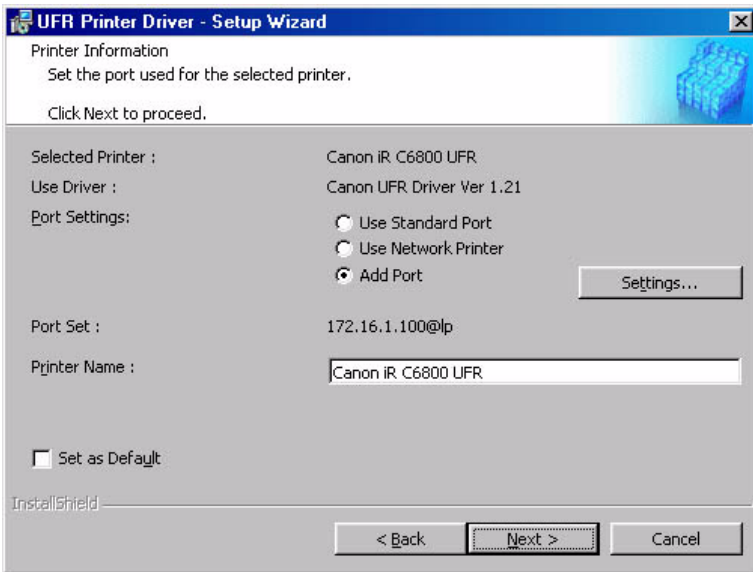 UFR Printer Driver - Setup Wizard
Printer Information
Set the port used for the selected printer.
Click Next to proceed.
Selected Printer : Canon iR C6800 UFR
Use Driver : Canon UFR Driver Ver 1.21
Port Settings: Use Standard Port
Use Network Printer
Add Port Settings...
Port Set : 172.16.1.100@lp
Printer Name : Canon iR C6800 UFR
Set as Default
InstallShield
< Back Next > Cancel